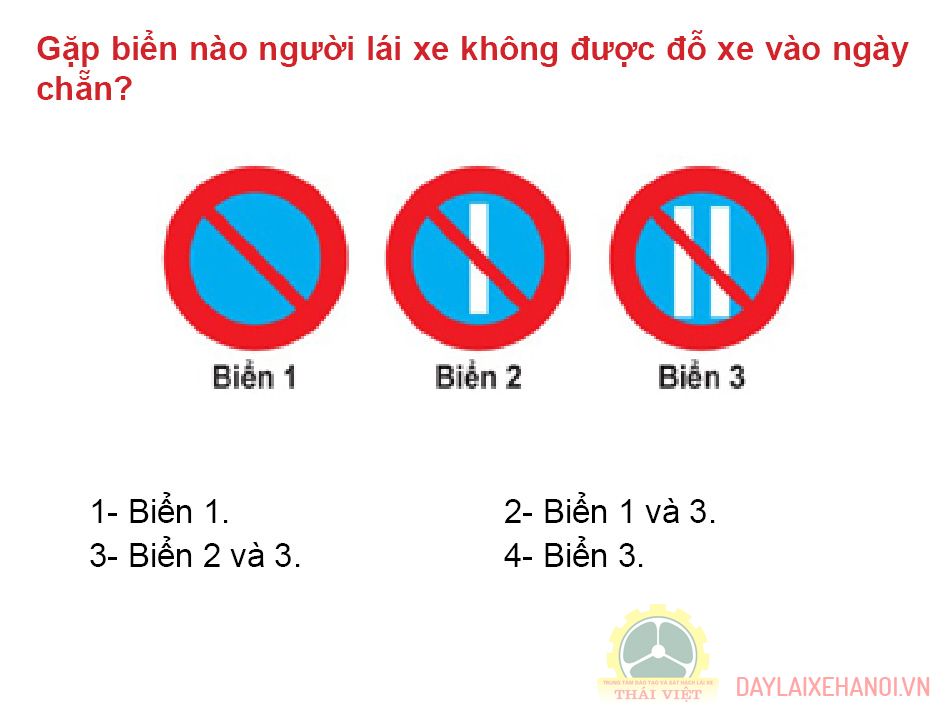 Gặp biển nào người lái xe không được đỗ xe vào ngày
chẵn?
Biển 1 Biển 2 Biển 3
1- Biển 1. 2- Biển 1 và 3.
3- Biển 2 và 3. 4- Biển 3.
TRUNG TÂM ĐÀO TẠO VÀ SÁT HẠCH LÁI XE
THÁI VIỆT
DAYLAIXEHANOI.VN